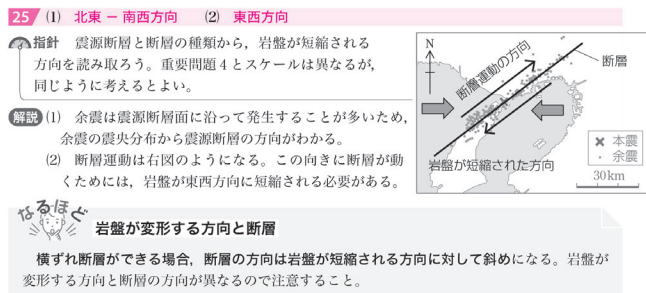 25 (1) 北東 － 南西方向 (2) 東西方向
指針 震源断層と断層の種類から，岩盤が短縮される
方向を読み取ろう。重要問題4とスケールは異なるが，
同じように考えるとよい。
解説 (1) 余震は震源断層面に沿って発生することが多いため，
余震の震央分布から震源断層の方向がわかる。
(2) 断層運動は右図のようになる。この向きに断層が動
くためには，岩盤が東西方向に短縮される必要がある。
N
断層運動の方向
断層
岩盤が短縮された方向
× 本震
・ 余震
30km
なるほど
岩盤が変形する方向と断層
横ずれ断層ができる場合，断層の方向は岩盤が短縮される方向に対して斜めになる。岩盤が
変形する方向と断層の方向が異なるので注意すること。